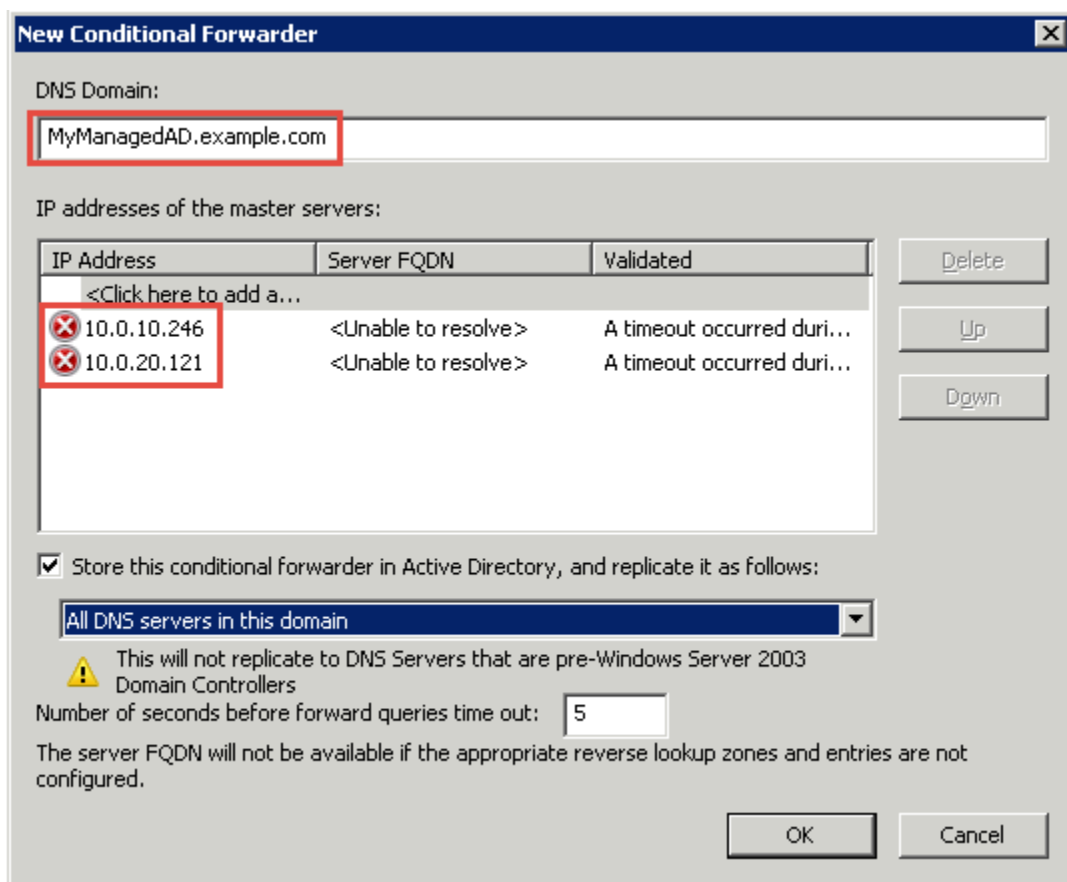 New Conditional Forwarder
DNS Domain:
MyManagedAD.example.com
IP addresses of the master servers:
IP Address Server FQDN Validated
<Click here to add a...
10.0.10.246 <Unable to resolve> A timeout occurred duri...
10.0.20.121 <Unable to resolve> A timeout occurred duri...
Delete
Up
Down
Store this conditional forwarder in Active Directory, and replicate it as follows:
All DNS servers in this domain
This will not replicate to DNS Servers that are pre-Windows Server 2003
Domain Controllers
Number of seconds before forward queries time out: 5
The server FQDN will not be available if the appropriate reverse lookup zones and entries are not
configured.
OK Cancel